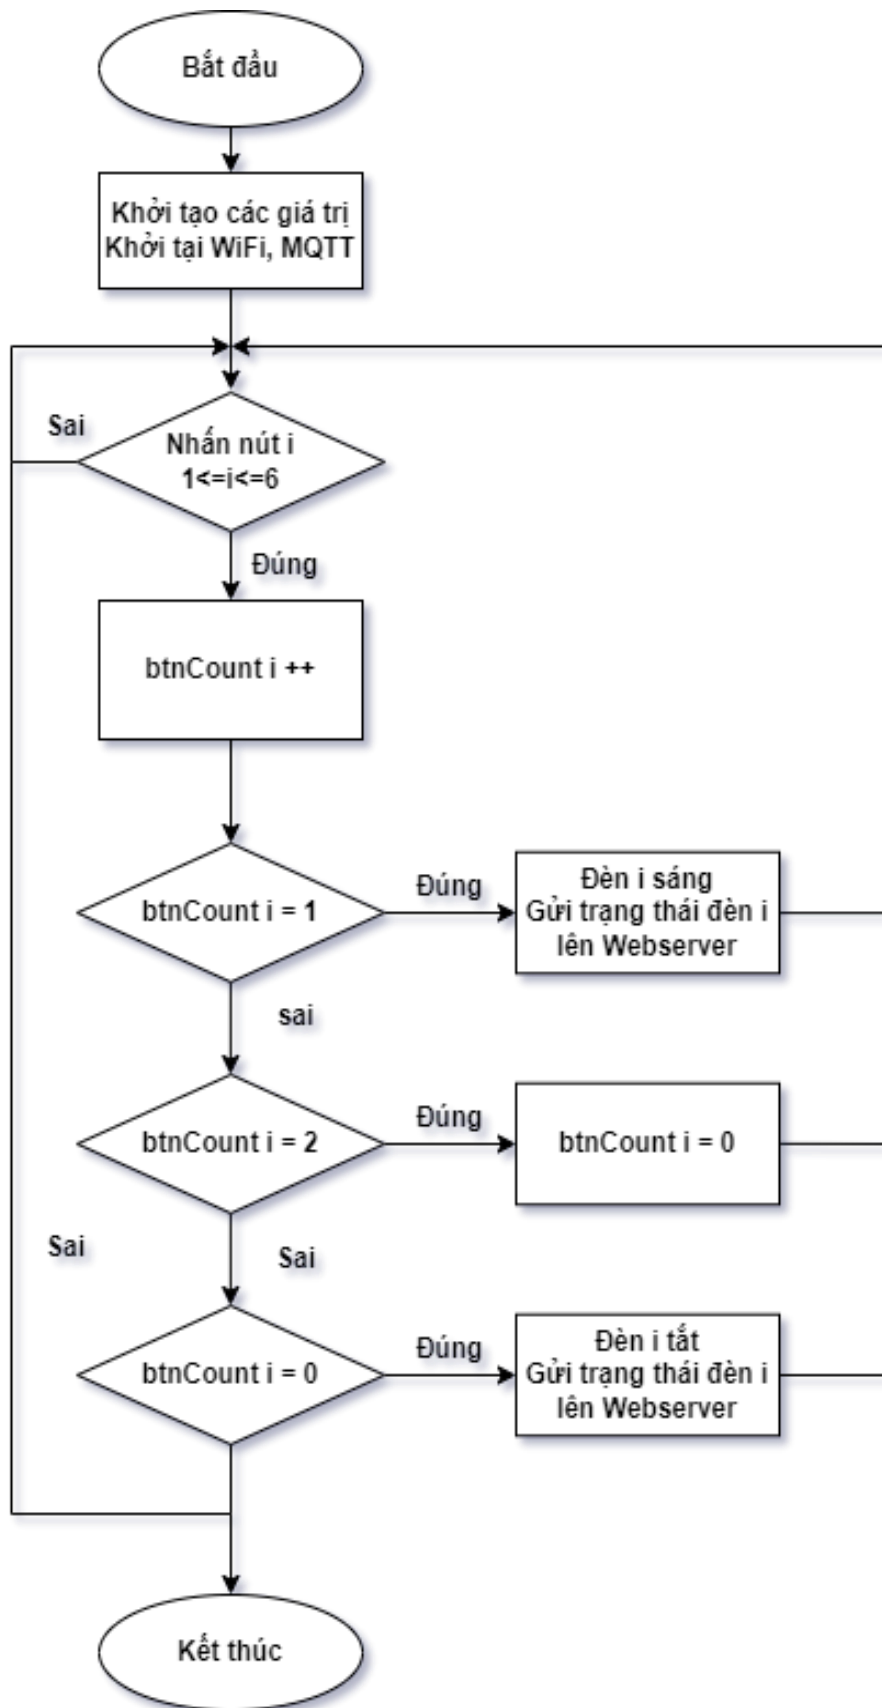 Bắt đầu
Khởi tạo các giá trị
Khởi tại WiFi, MQTT
Sai
Nhấn nút i
1<=i<=6
Đúng
btnCount i ++
btnCount i = 1
Đúng
Đèn i sáng
Gửi trạng thái đèn i
lên Webserver
sai
btnCount i = 2
Đúng
btnCount i = 0
Sai
Sai
btnCount i = 0
Đúng
Đèn i tắt
Gửi trạng thái đèn i
lên Webserver
Kết thúc